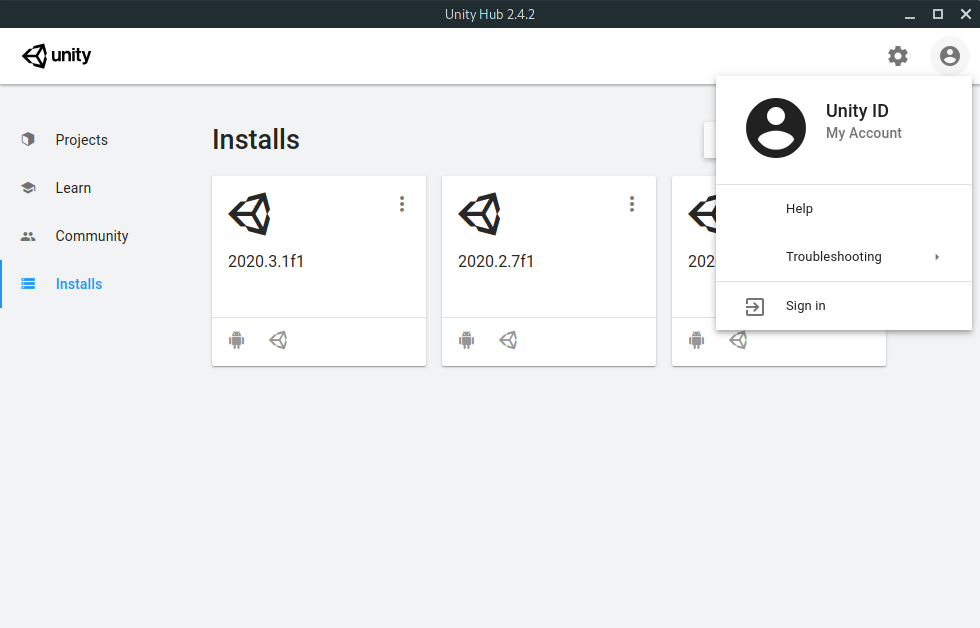 Unity Hub 2.4.2
unity
Unity ID
My Account
Help
Troubleshooting
Sign in
Projects
Learn
Community
Installs
Installs
2020.3.1f1
2020.2.7f1
202